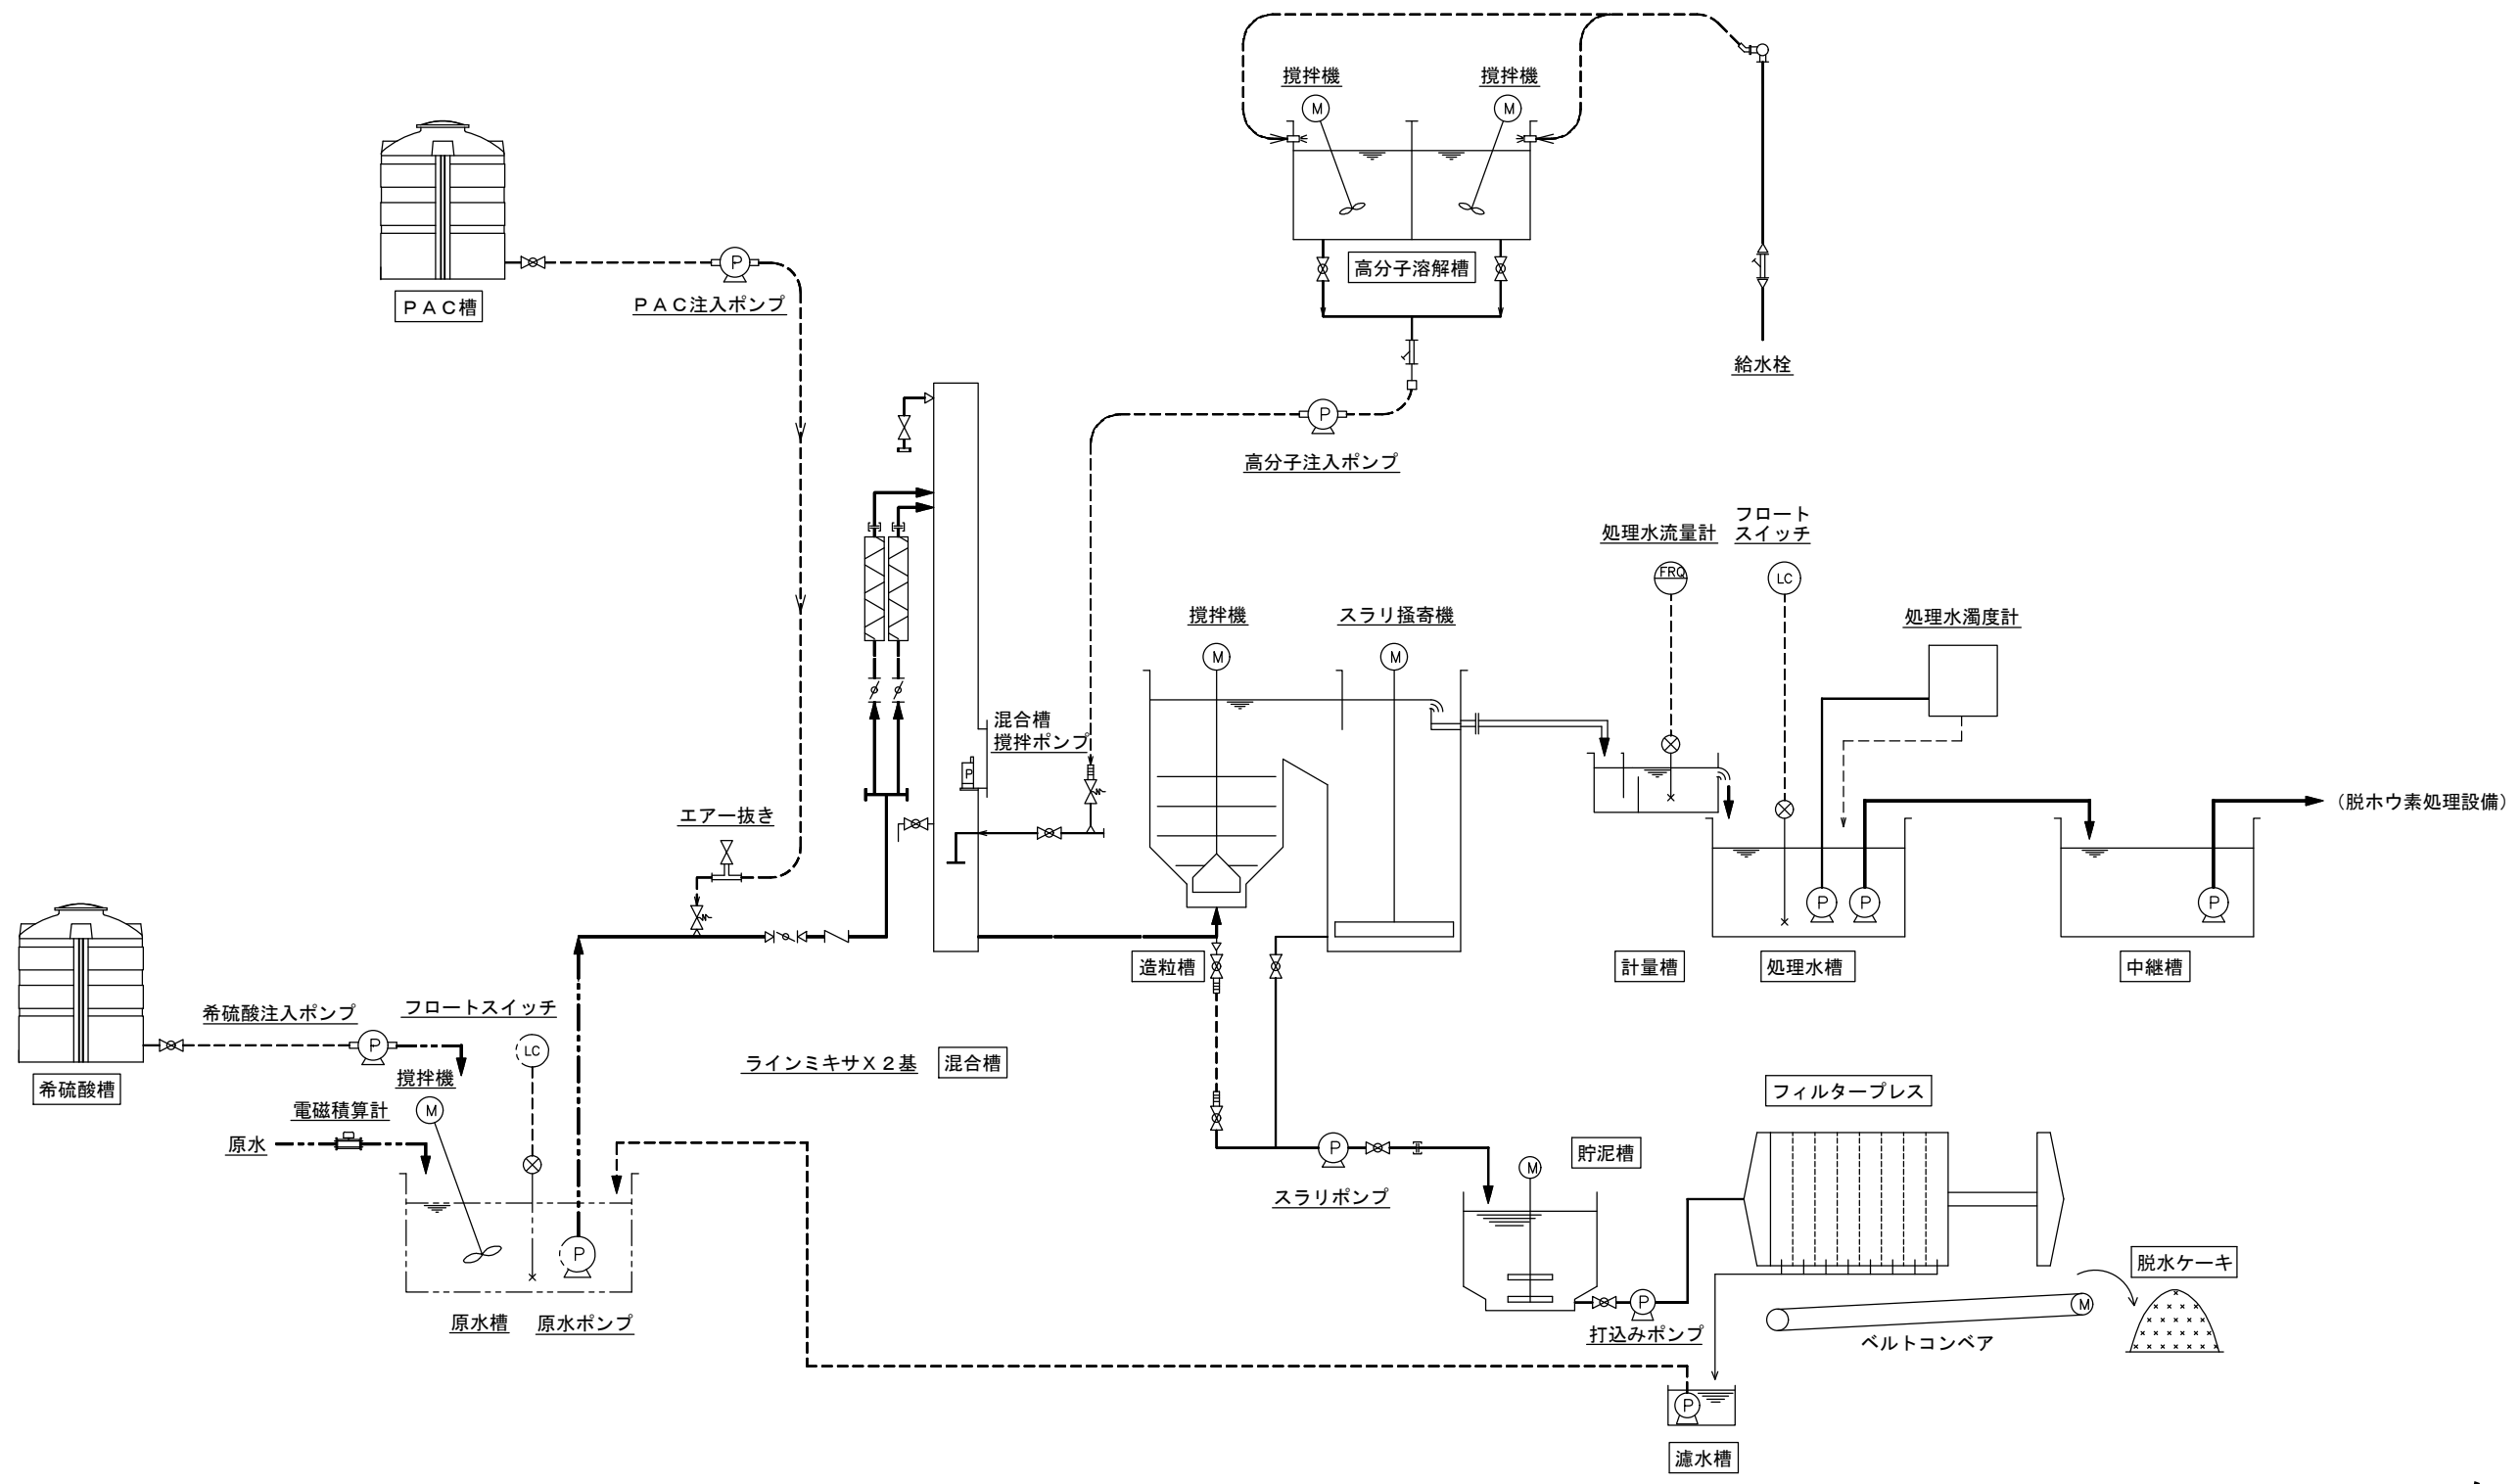 撹拌機
撹拌機
M
M
高分子溶解槽
ＰＡＣ槽
P
ＰＡＣ注入ポンプ
給水栓
P
高分子注入ポンプ
処理水流量計
フロート
スイッチ
FRQ
LC
撹拌機
スラリ掻寄機
処理水濁度計
M
M
混合槽
撹拌ポンプ
P
エアー抜き
（脱ホウ素処理設備）
P
P
P
造粒槽
計量槽
処理水槽
中継槽
希硫酸注入ポンプ
フロートスイッチ
P
LC
希硫酸槽
撹拌機
ラインミキサＸ２基
混合槽
電磁積算計
M
原水
フィルタープレス
P
貯泥槽
M
スラリポンプ
P
脱水ケーキ
原水槽
原水ポンプ
P
打込みポンプ
M
ベルトコンベア
P
濾水槽